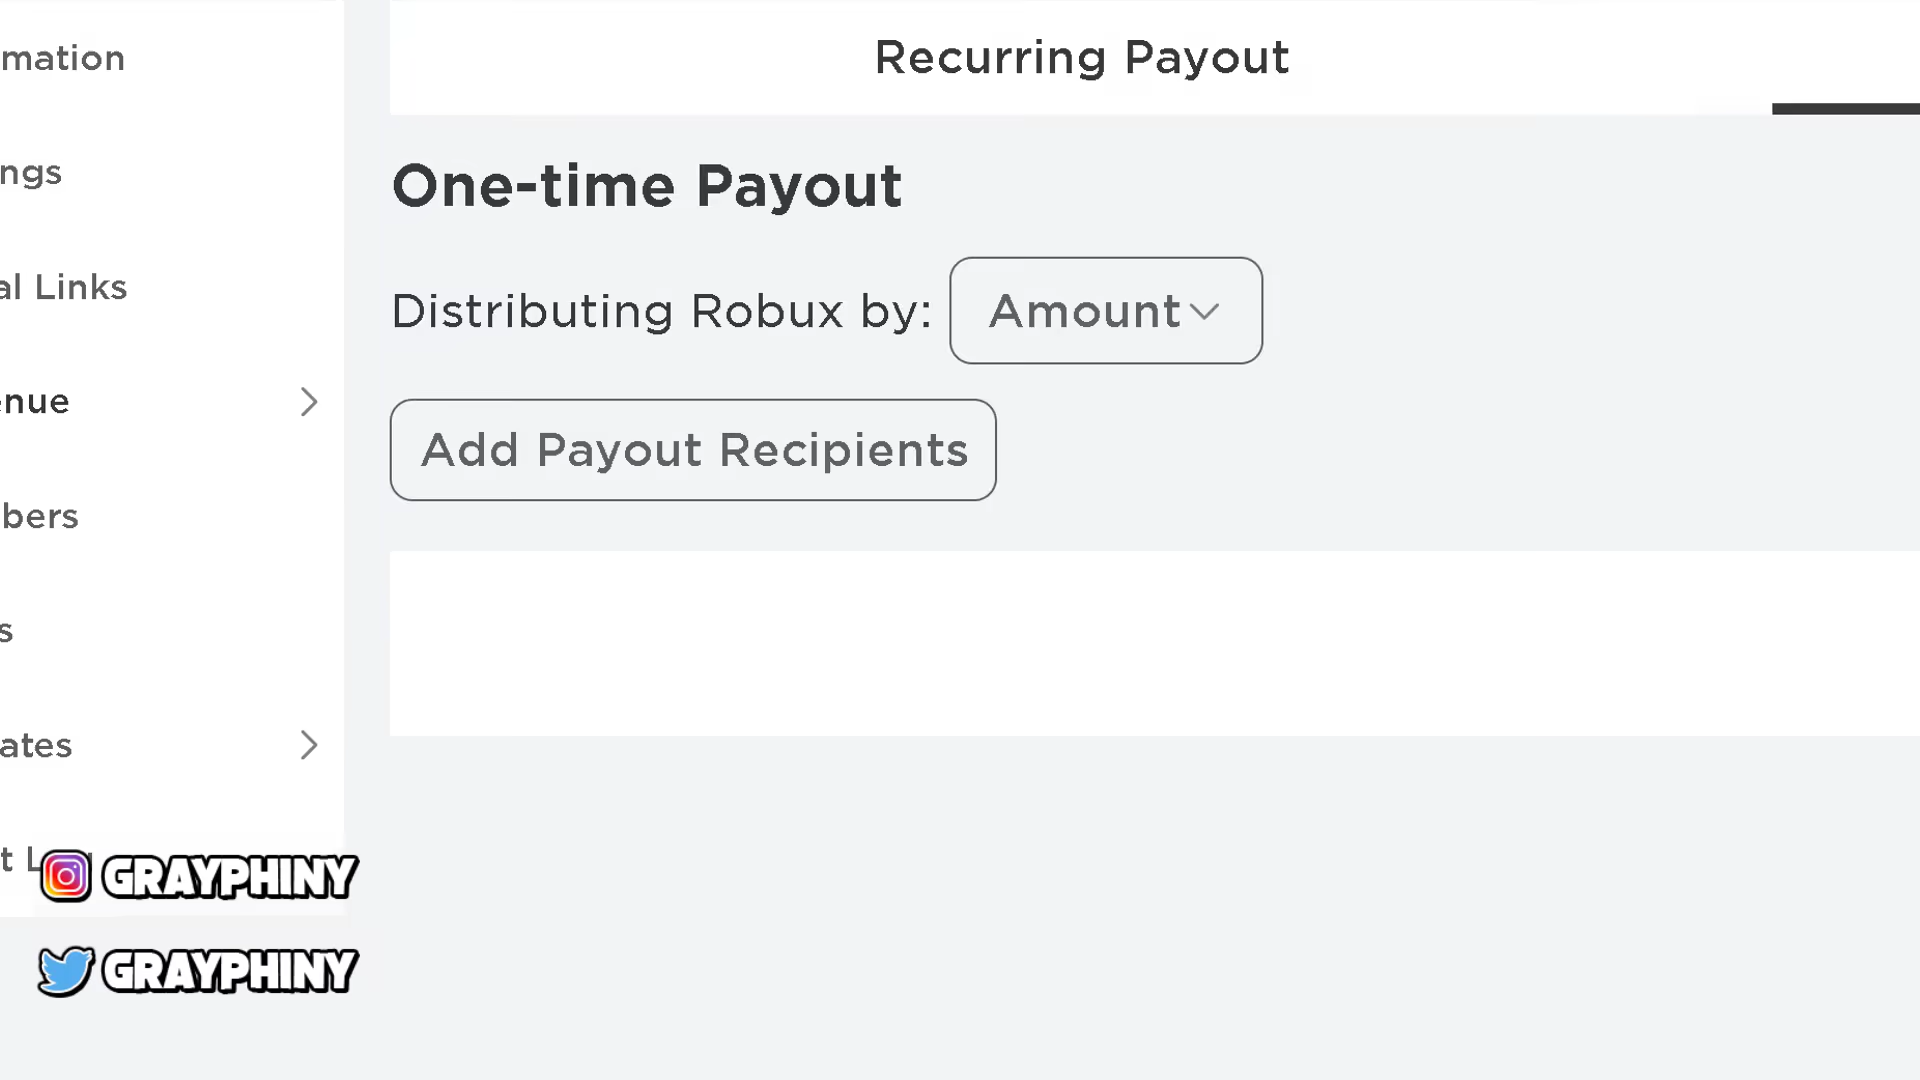 mation
ngs
al Links
enue
bers
s
ates
t L
Recurring Payout
One-time Payout
Distributing Robux by: Amount
Add Payout Recipients
GRAYPHINY
GRAYPHINY